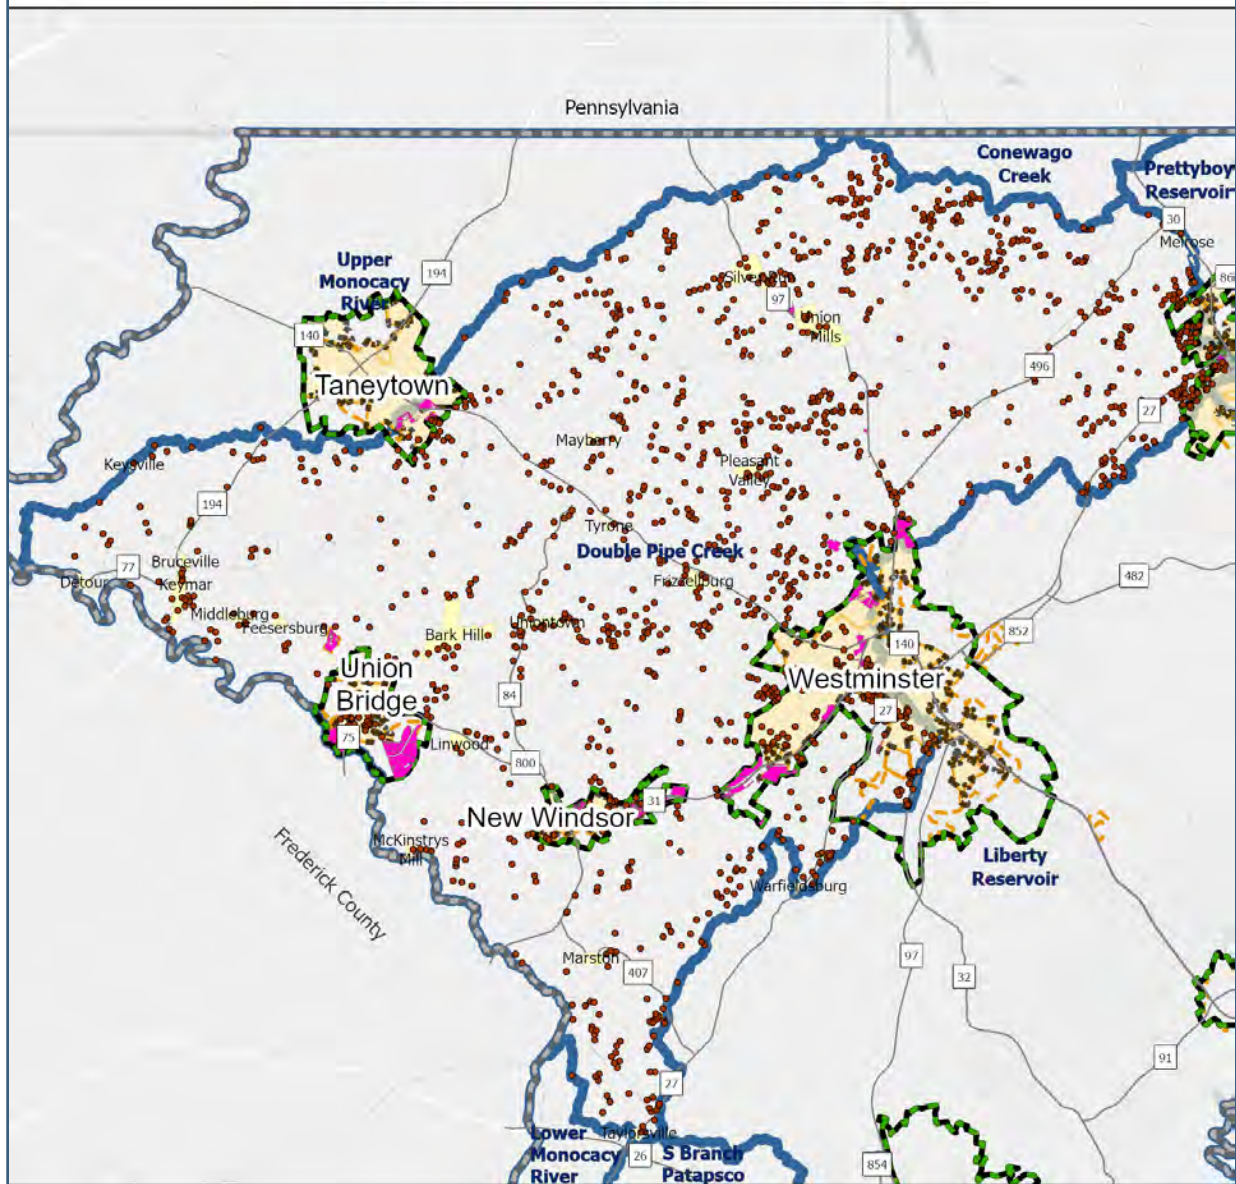 Pennsylvania
Conewago
Creek
Prettyboy
Reservoir
30
Melrose
Upper
Monocacy
River
194
Silver Run
97
86
140
Union
Mills
496
Taneytown
27
Mayberry
Keysville
Pleasant
Valley
194
Tyrone
Double Pipe Creek
Bruceville
77
Detour
Keymar
Frizzellburg
482
Middleburg
Feesersburg
Bark Hill
Uniontown
852
140
Union
Bridge
Westminster
84
27
75
Linwood
800
31
New Windsor
McKinstrys
Mill
Liberty
Reservoir
Frederick County
Warfieldsburg
97
Marston
407
32
91
27
Lower
Monocacy
River
Taylorsville
26
S Branch
Patapsco
854